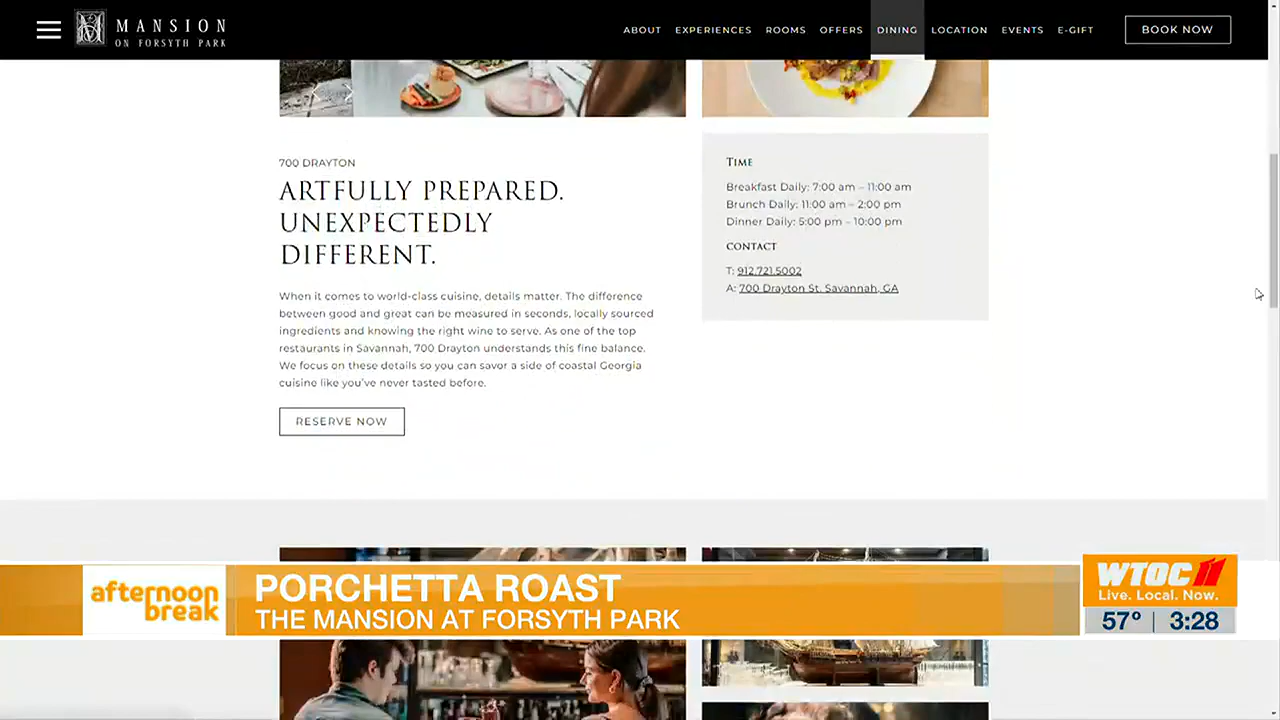 MANSION
ON FORSYTH PARK
ABOUT
EXPERIENCES
ROOMS
OFFERS
DINING
LOCATION
EVENTS
E-GIFT
BOOK NOW
700 DRAYTON
ARTFULLY PREPARED.
UNEXPECTEDLY
DIFFERENT.
When it comes to world-class cuisine, details matter. The difference
between good and great can be measured in seconds, locally sourced
ingredients and knowing the right wine to serve. As one of the top
restaurants in Savannah, 700 Drayton understands this fine balance.
We focus on these details so you can savor a side of coastal Georgia
cuisine like you've never tasted before.
RESERVE NOW
TIME
Breakfast Daily: 7:00 am – 11:00 am
Brunch Daily: 11:00 am – 2:00 pm
Dinner Daily: 5:00 pm – 10:00 pm
CONTACT
T: 912.721.5002
A: 700 Drayton St. Savannah, GA
afternoon
break
PORCHETTA ROAST
THE MANSION AT FORSYTH PARK
WTOC 11
Live. Local. Now.
57° | 3:28